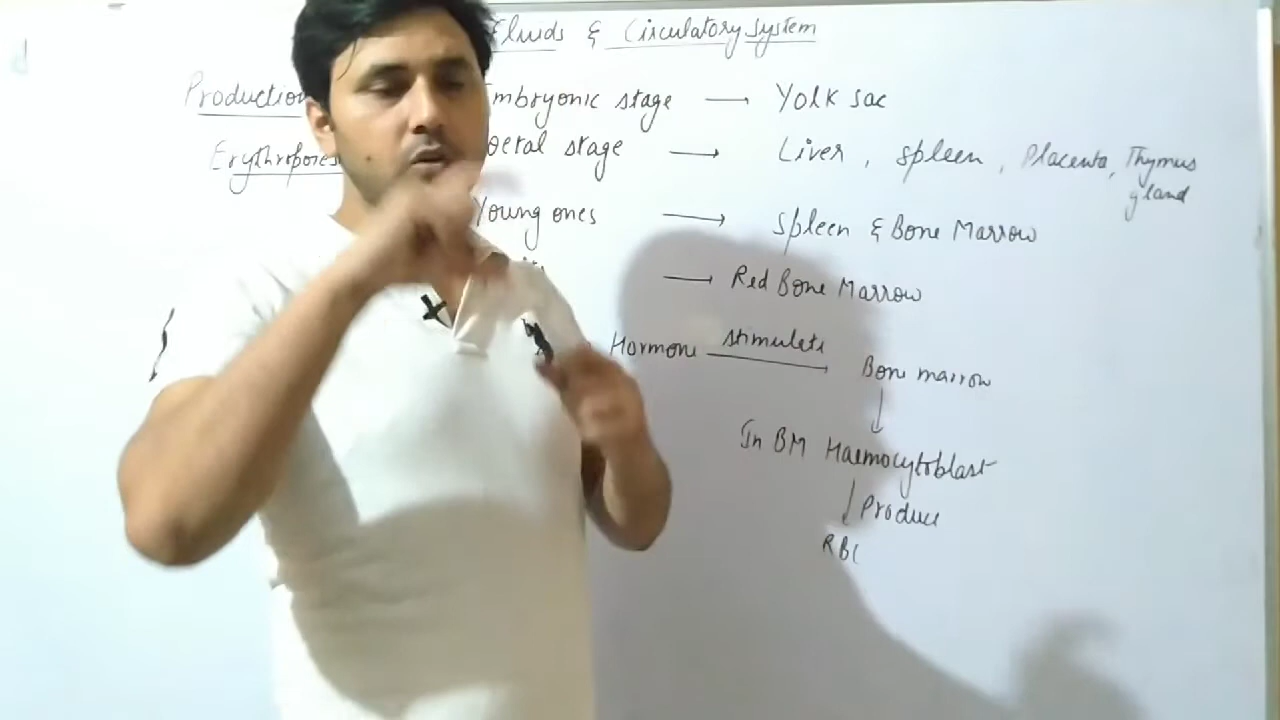 Fluids & Circulatory System
Production Embryonic stage → Yolk sac
Erythropoies Foetal stage → Liver, Spleen, Placenta, Thymus gland
Young ones → Spleen & Bone Marrow
→ Red Bone Marrow
Hormone stimulate → Bone marrow
↓
In BM Haemocytoblast
↓ Produce
RBC